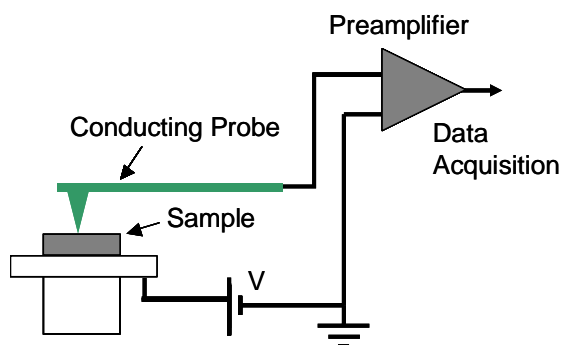 Preamplifier
Conducting Probe
Data
Acquisition
Sample
V